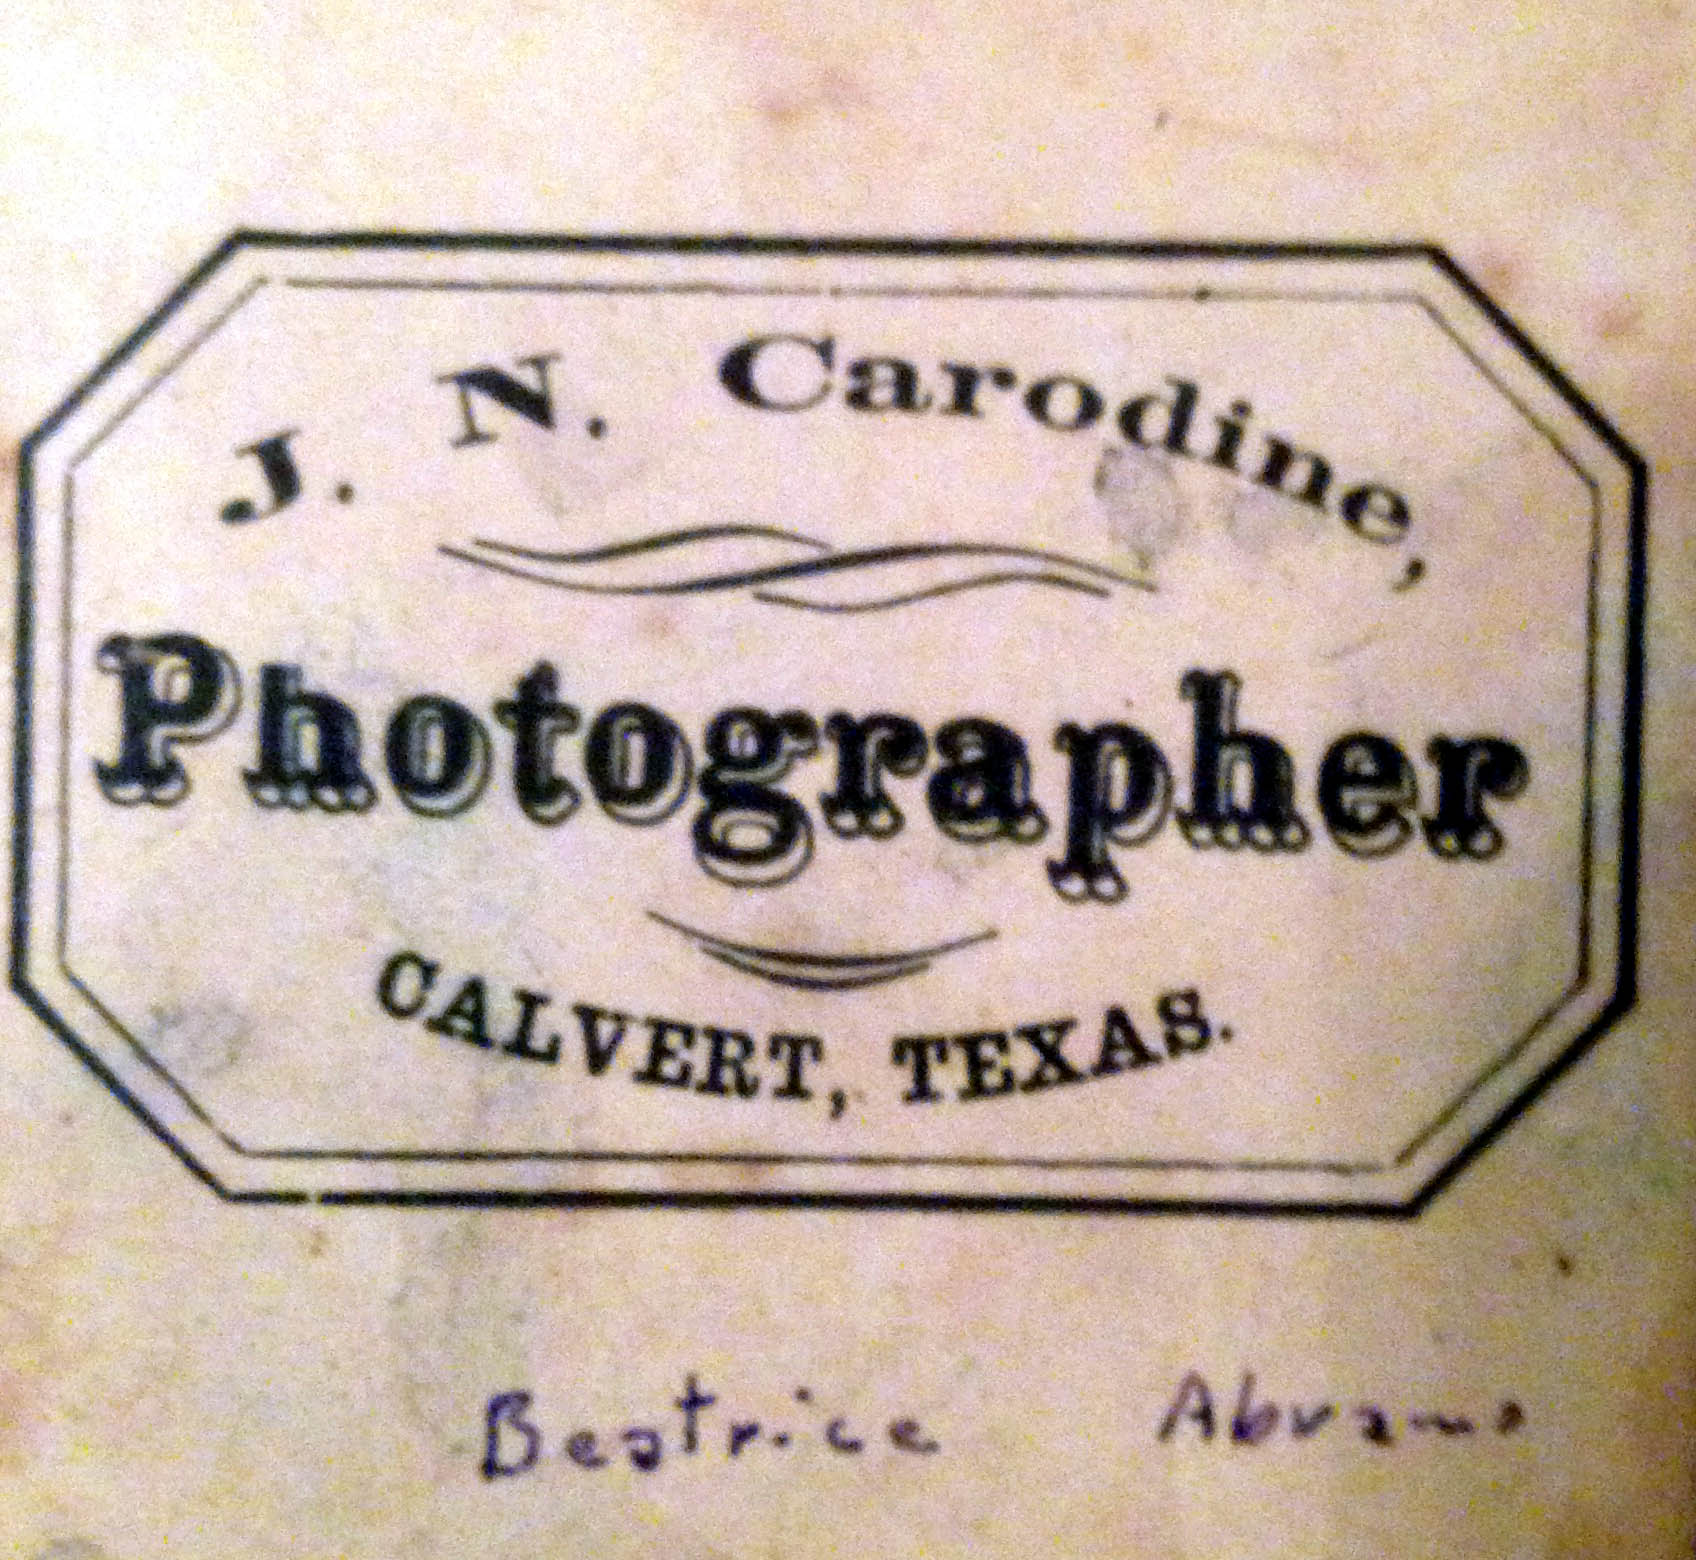 J. N. Carodine,
Photographer
CALVERT, TEXAS.
Beatrice Abrams